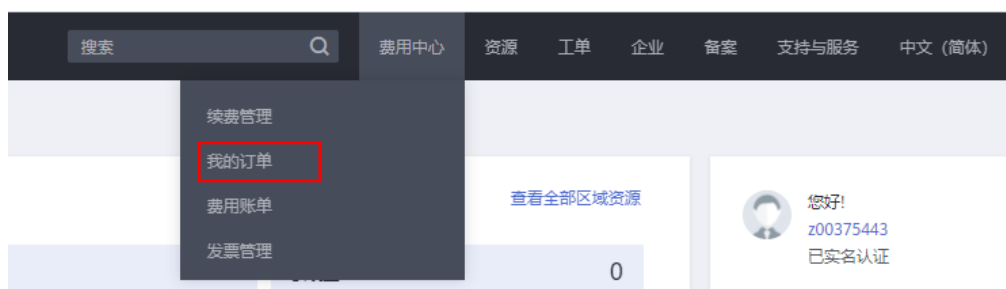 搜索 费用中心 资源 工单 企业 备案 支持与服务 中文 (简体)
续费管理
我的订单
费用账单
发票管理
查看全部区域资源
0
您好!
z00375443
已实名认证